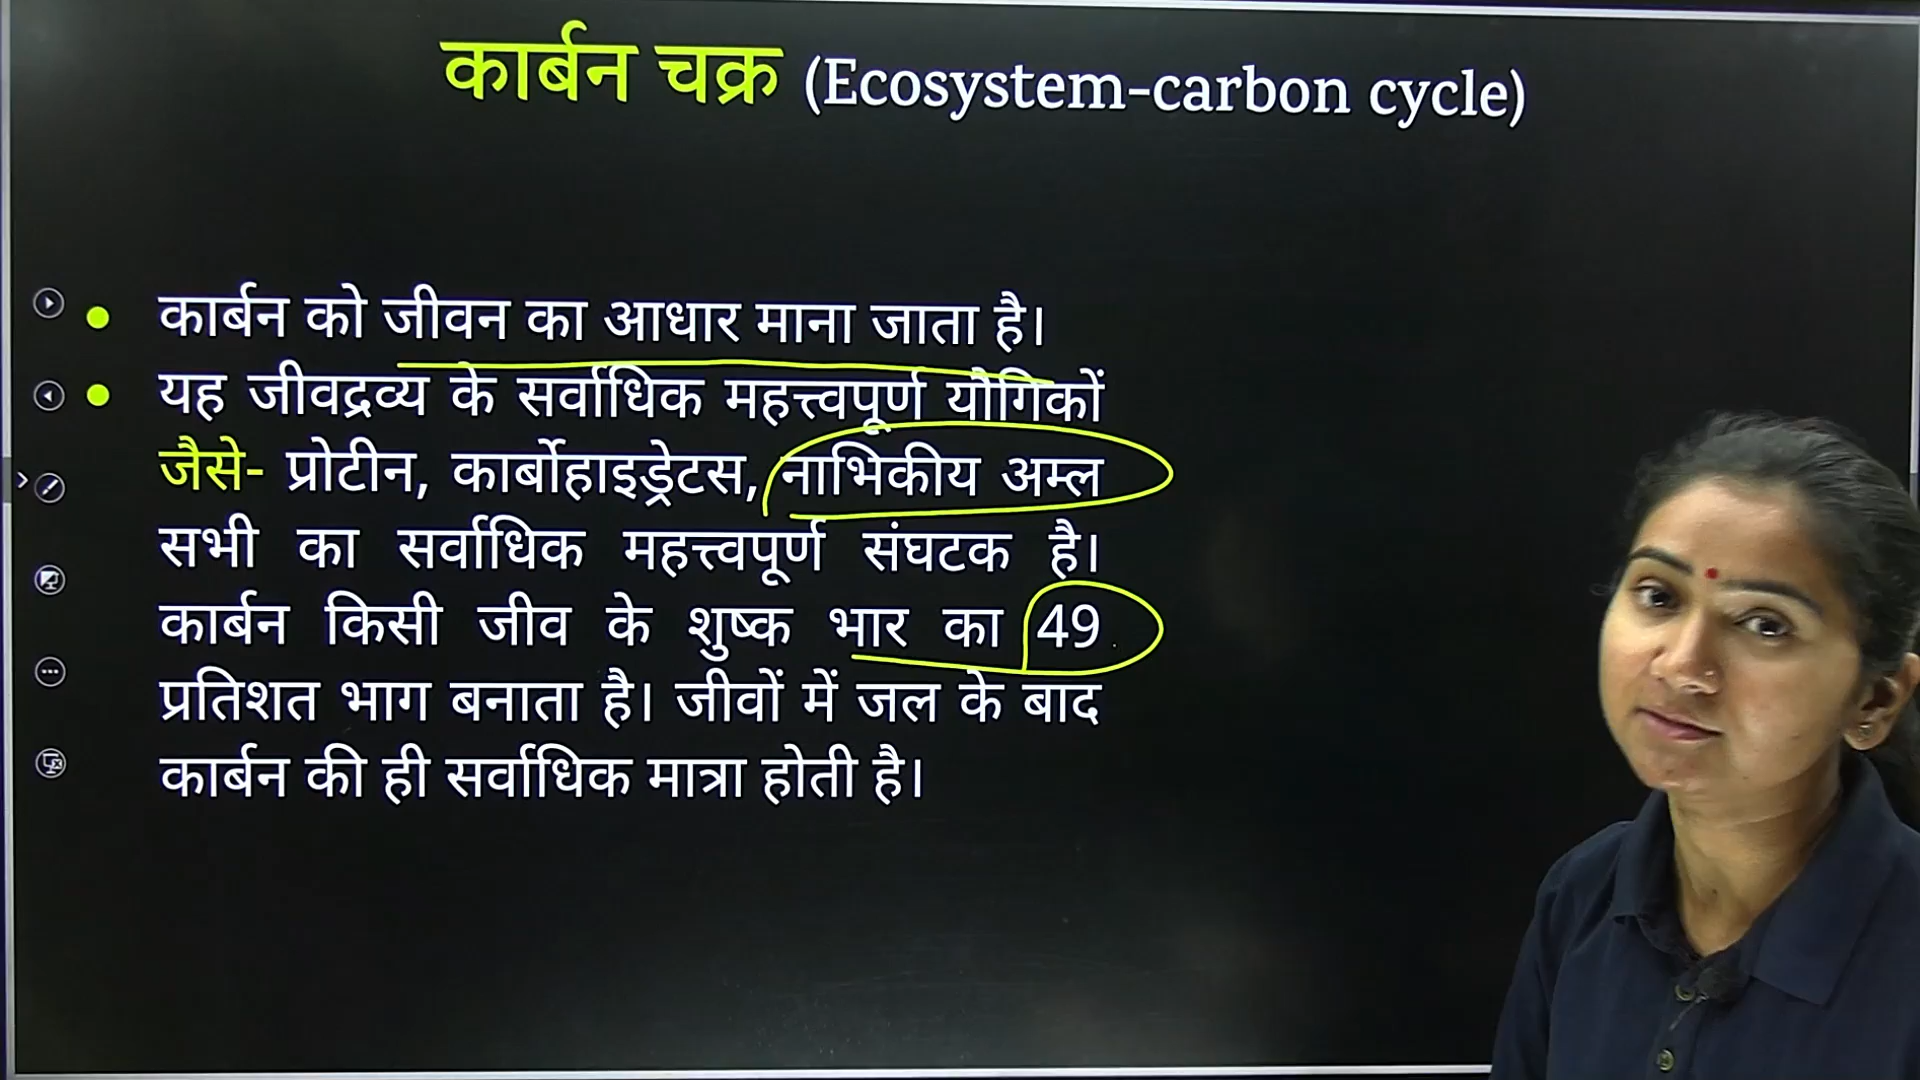 कार्बन चक्र (Ecosystem-carbon cycle)
कार्बन को जीवन का आधार माना जाता है।
यह जीवद्रव्य के सर्वाधिक महत्त्वपूर्ण यौगिकों
जैसे- प्रोटीन, कार्बोहाइड्रेटस, नाभिकीय अम्ल
सभी का सर्वाधिक महत्त्वपूर्ण संघटक है।
कार्बन किसी जीव के शुष्क भार का 49
प्रतिशत भाग बनाता है। जीवों में जल के बाद
कार्बन की ही सर्वाधिक मात्रा होती है।